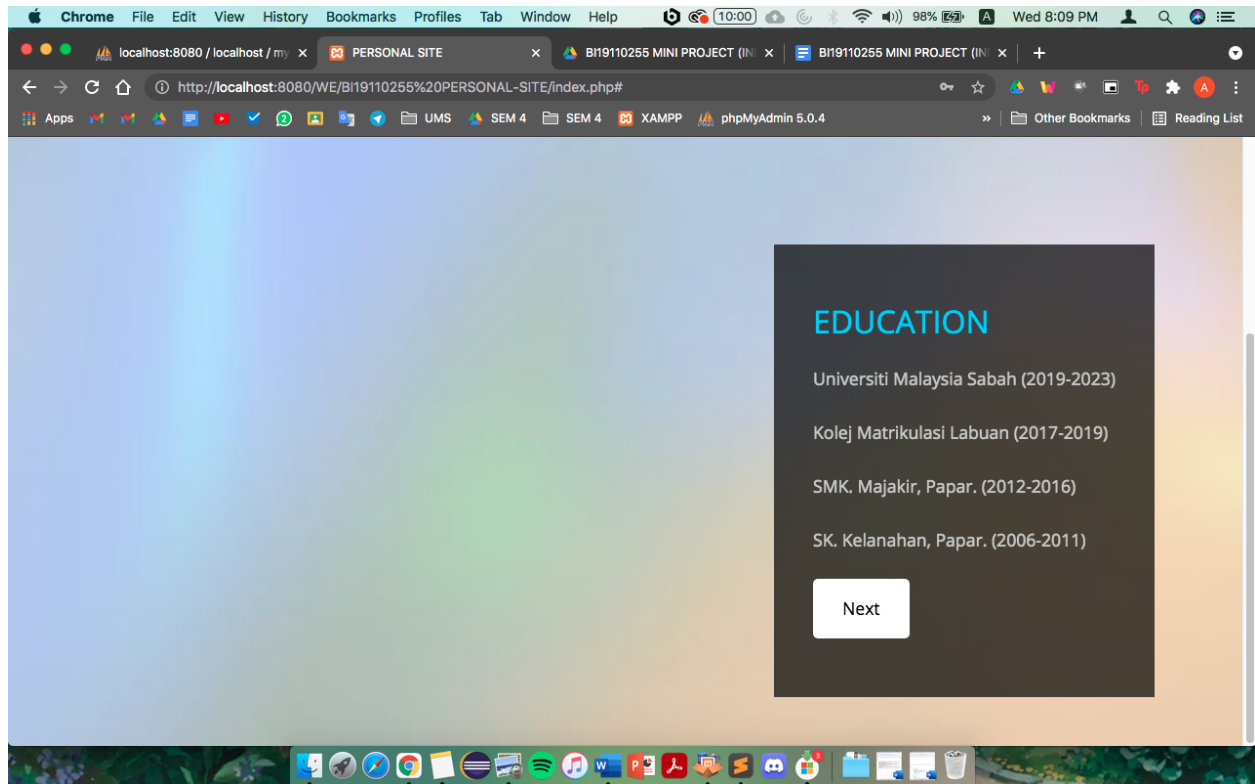 Chrome File Edit View History Bookmarks Profiles Tab Window Help 10:00 98% A Wed 8:09 PM
localhost:8080 / localhost / my PERSONAL SITE BI19110255 MINI PROJECT (IN BI19110255 MINI PROJECT (IN
http://localhost:8080/WE/BI19110255%20PERSONAL-SITE/index.php# Tp A
Apps UMS SEM 4 SEM 4 XAMPP phpMyAdmin 5.0.4 » Other Bookmarks Reading List
EDUCATION
Universiti Malaysia Sabah (2019-2023)
Kolej Matrikulasi Labuan (2017-2019)
SMK. Majakir, Papar. (2012-2016)
SK. Kelanahan, Papar. (2006-2011)
Next